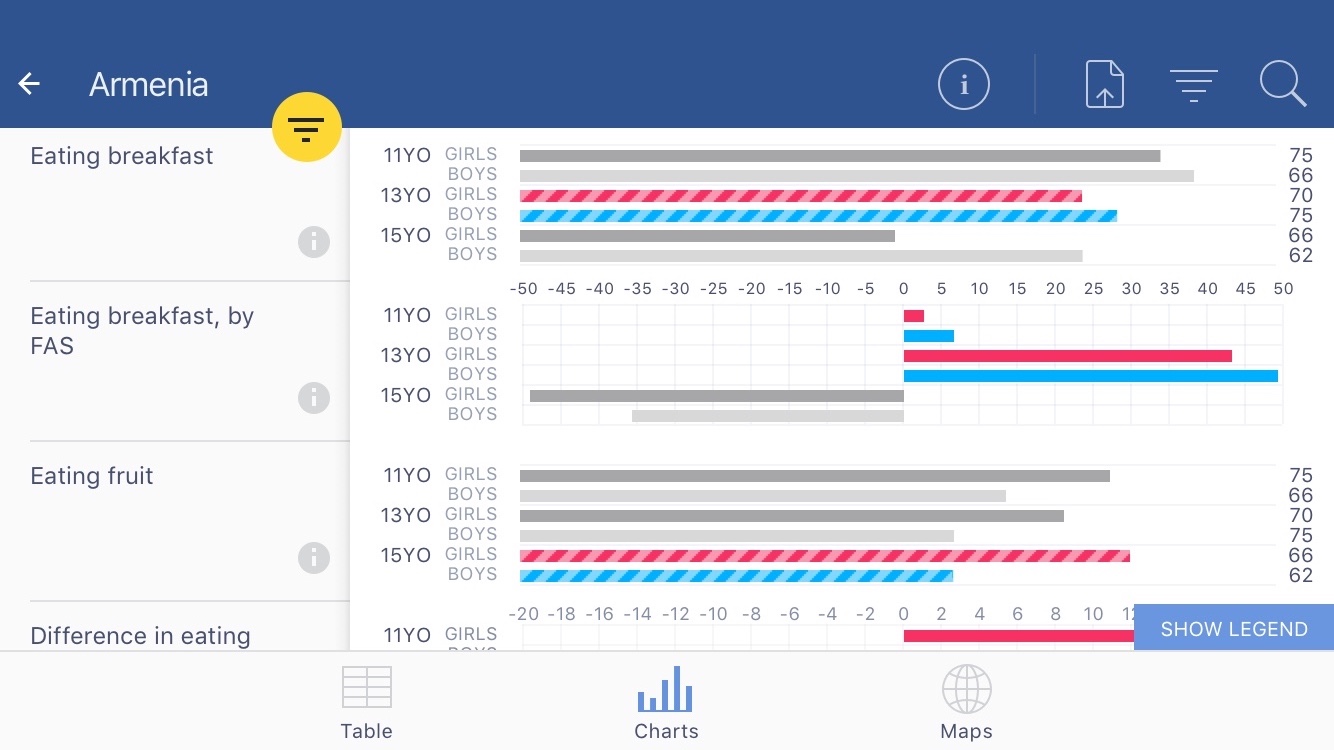 Armenia
Eating breakfast
11YO GIRLS 75
BOYS 66
13YO GIRLS 70
BOYS 75
15YO GIRLS 66
BOYS 62
-50 -45 -40 -35 -30 -25 -20 -15 -10 -5 0 5 10 15 20 25 30 35 40 45 50
Eating breakfast, by
FAS
11YO GIRLS
BOYS
13YO GIRLS
BOYS
15YO GIRLS
BOYS
Eating fruit
11YO GIRLS 75
BOYS 66
13YO GIRLS 70
BOYS 75
15YO GIRLS 66
BOYS 62
-20 -18 -16 -14 -12 -10 -8 -6 -4 -2 0 2 4 6 8 10
Difference in eating
11YO GIRLS
SHOW LEGEND
Table
Charts
Maps